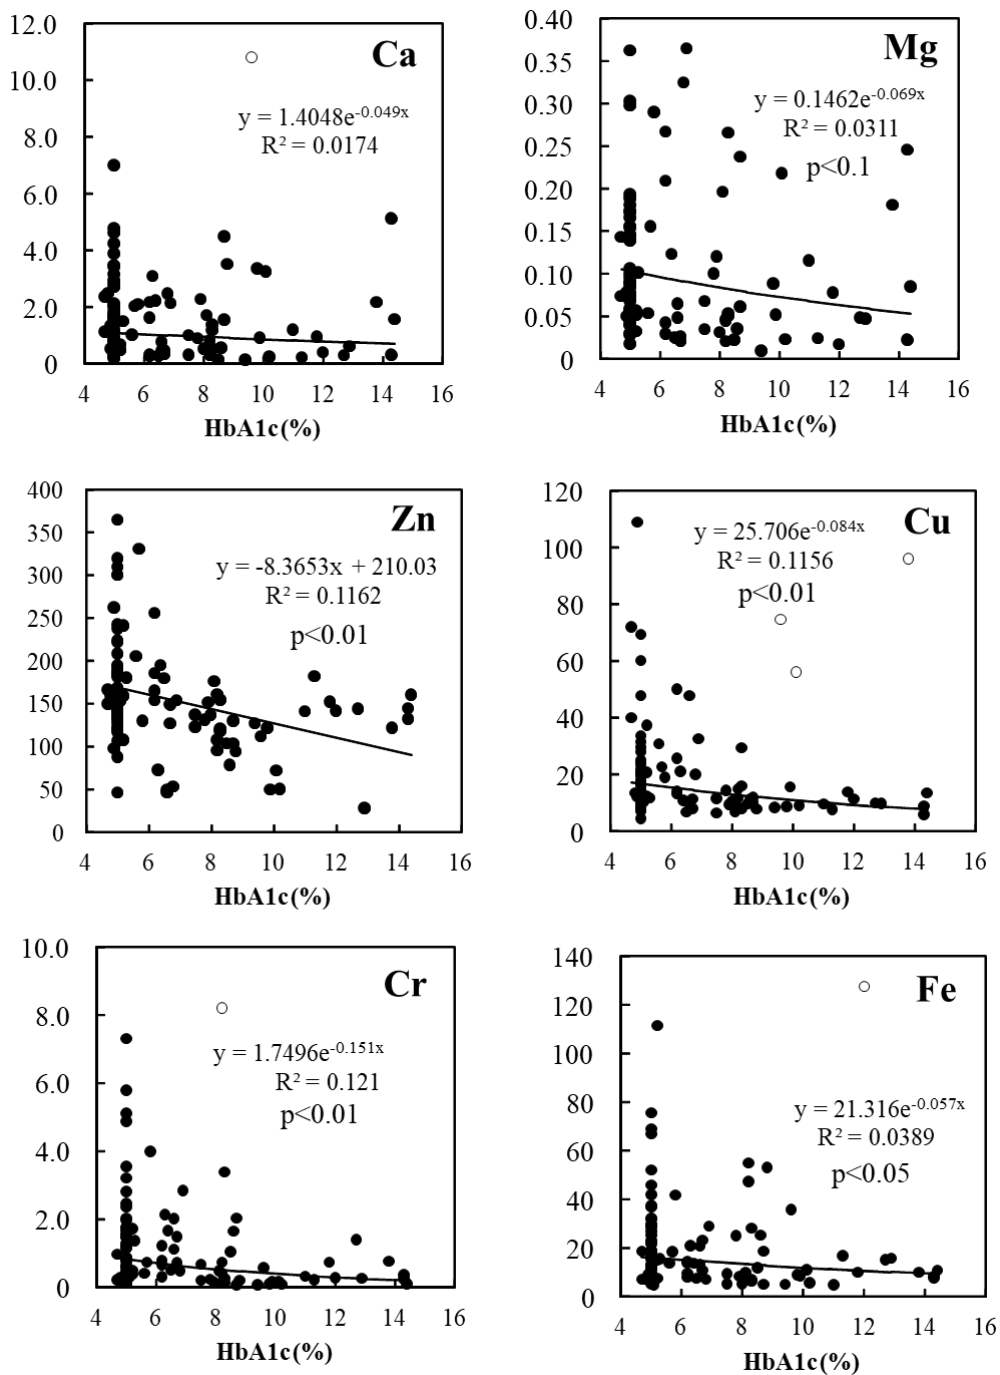 12.0
10.0
8.0
6.0
4.0
2.0
0
Ca
y = 1.4048e^-0.049x
R² = 0.0174
4 6 8 10 12 14 16
HbA1c(%)
0.40
0.35
0.30
0.25
0.20
0.15
0.10
0.05
0
Mg
y = 0.1462e^-0.069x
R² = 0.0311
p<0.1
4 6 8 10 12 14 16
HbA1c(%)
400
350
300
250
200
150
100
50
0
Zn
y = -8.3653x + 210.03
R² = 0.1162
p<0.01
4 6 8 10 12 14 16
HbA1c(%)
120
100
80
60
40
20
0
Cu
y = 25.706e^-0.084x
R² = 0.1156
p<0.01
4 6 8 10 12 14 16
HbA1c(%)
10.0
8.0
6.0
4.0
2.0
0
Cr
y = 1.7496e^-0.151x
R² = 0.121
p<0.01
4 6 8 10 12 14 16
HbA1c(%)
140
120
100
80
60
40
20
0
Fe
y = 21.316e^-0.057x
R² = 0.0389
p<0.05
4 6 8 10 12 14 16
HbA1c(%)